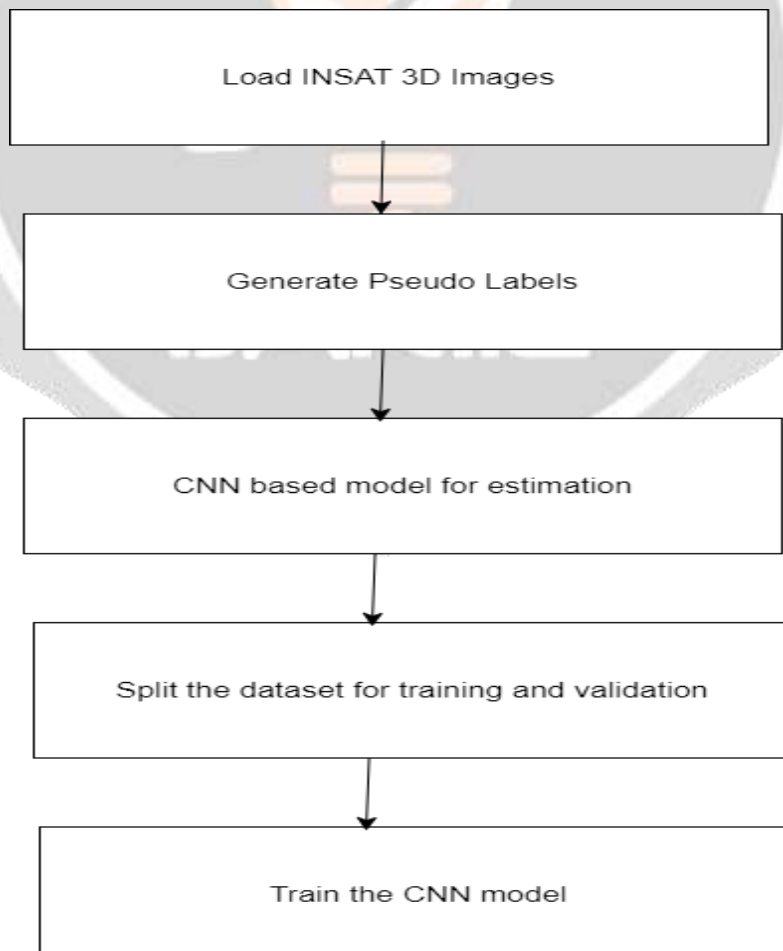 Load INSAT 3D Images
Generate Pseudo Labels
CNN based model for estimation
Split the dataset for training and validation
Train the CNN model